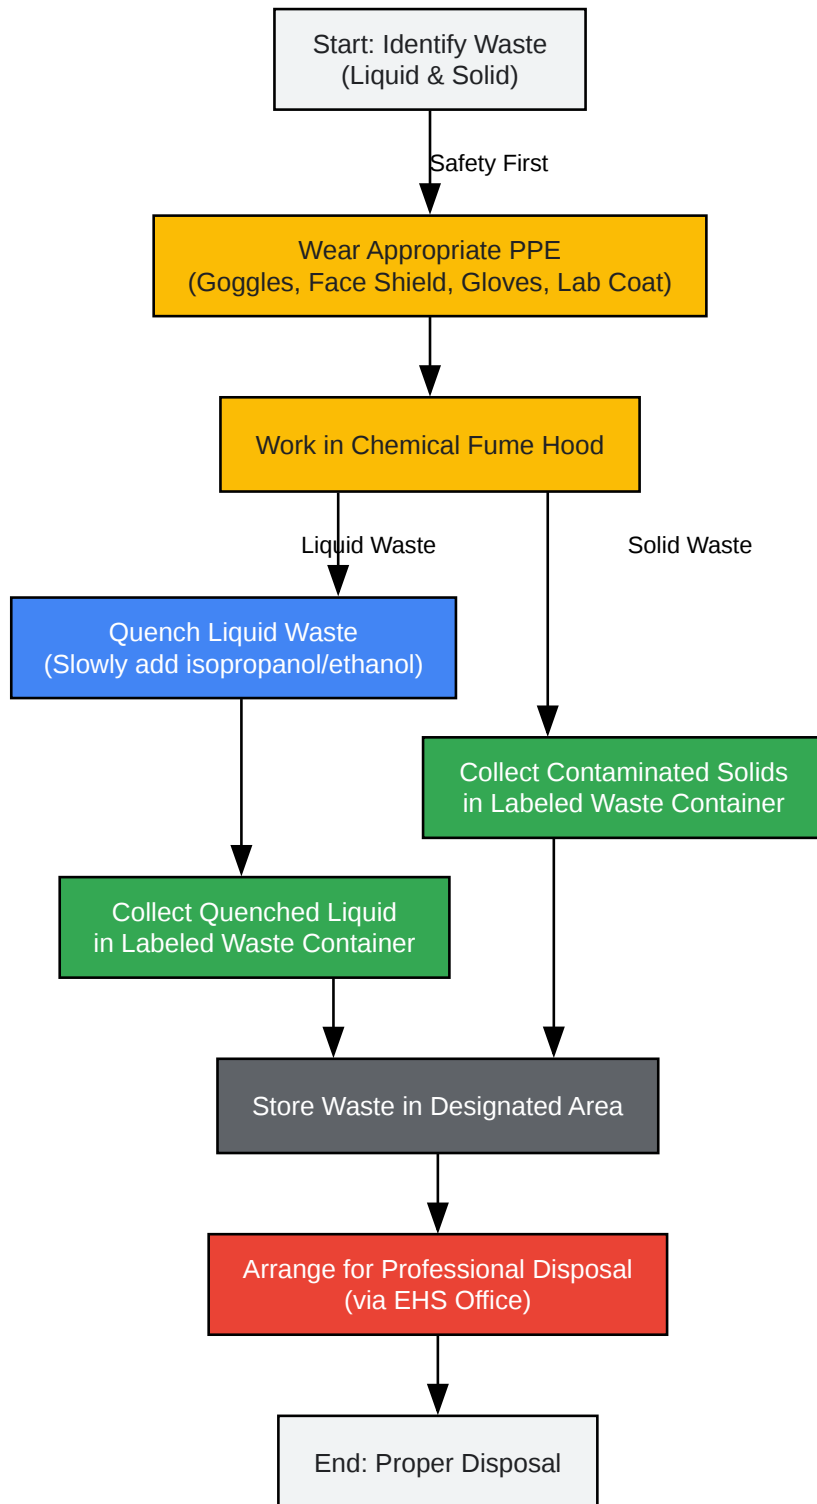 Start: Identify Waste
(Liquid & Solid)
Safety First
Wear Appropriate PPE
(Goggles, Face Shield, Gloves, Lab Coat)
Work in Chemical Fume Hood
Liquid Waste
Solid Waste
Quench Liquid Waste
(Slowly add isopropanol/ethanol)
Collect Contaminated Solids
in Labeled Waste Container
Collect Quenched Liquid
in Labeled Waste Container
Store Waste in Designated Area
Arrange for Professional Disposal
(via EHS Office)
End: Proper Disposal